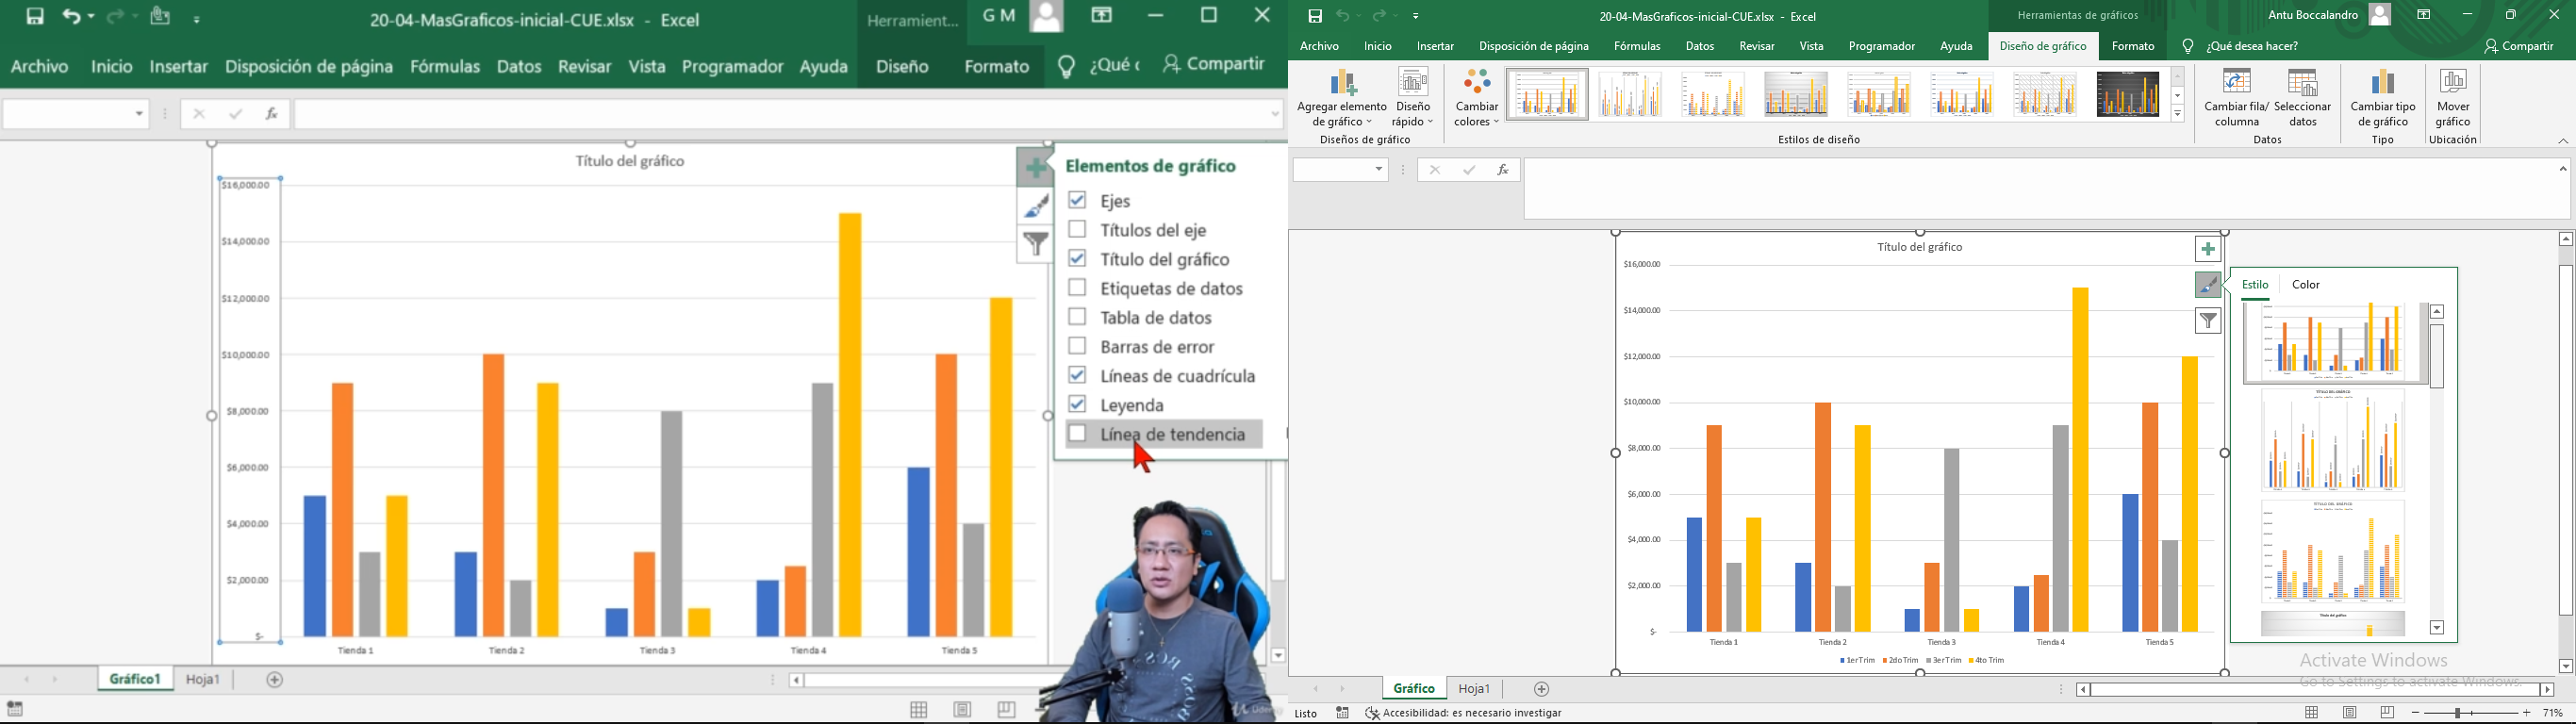 20-04-MasGraficos-inicial-CUE.xlsx - Excel
Herramient...
G M
Archivo Inicio Insertar Disposición de página Fórmulas Datos Revisar Vista Programador Ayuda Diseño Formato ¿Qué Compartir
fx
Título del gráfico
$16,000.00
$14,000.00
$12,000.00
$10,000.00
$8,000.00
$6,000.00
$4,000.00
$2,000.00
$-
Tienda 1 Tienda 2 Tienda 3 Tienda 4 Tienda 5
Elementos de gráfico
Ejes
Títulos del eje
Título del gráfico
Etiquetas de datos
Tabla de datos
Barras de error
Líneas de cuadrícula
Leyenda
Línea de tendencia
Gráfico1 Hoja1
20-04-MasGraficos-inicial-CUE.xlsx - Excel
Herramientas de gráficos
Antu Boccalandro
Archivo Inicio Insertar Disposición de página Fórmulas Datos Revisar Vista Programador Ayuda Diseño de gráfico Formato ¿Qué desea hacer? Compartir
Agregar elemento de gráfico
Diseño rápido
Cambiar colores
Cambiar fila/ columna
Seleccionar datos
Cambiar tipo de gráfico
Mover gráfico
Diseños de gráfico Estilos de diseño Datos Tipo Ubicación
fx
Título del gráfico
$16,000.00
$14,000.00
$12,000.00
$10,000.00
$8,000.00
$6,000.00
$4,000.00
$2,000.00
$-
Tienda 1 Tienda 2 Tienda 3 Tienda 4 Tienda 5
1erTrim 2doTrim 3erTrim 4to Trim
Estilo Color
Activate Windows
Go to Settings to activate Windows.
Gráfico Hoja1
Listo Accesibilidad: es necesario investigar
71%